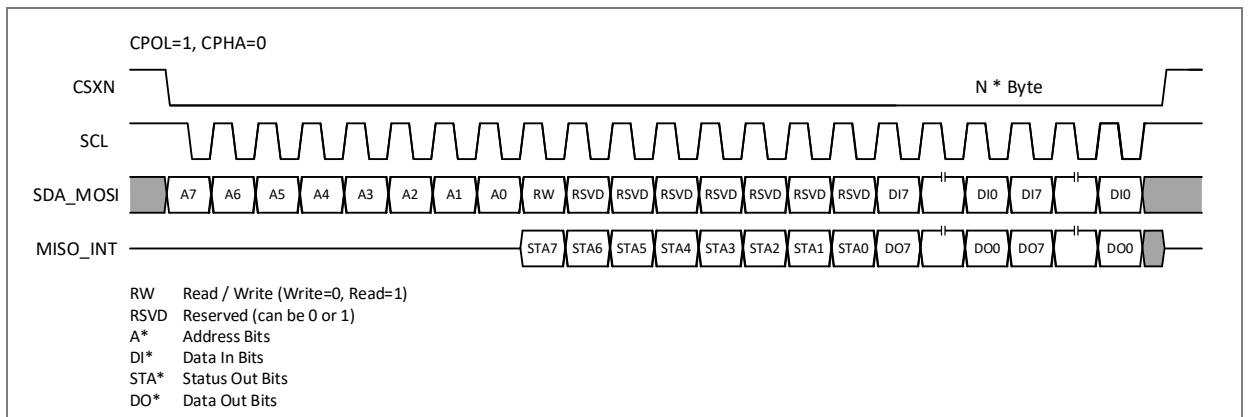 CPOL=1, CPHA=0
CSXN N * Byte
SCL
SDA_MOSI A7 A6 A5 A4 A3 A2 A1 A0 RW RSVD RSVD RSVD RSVD RSVD RSVD RSVD DI7 DI0 DI7 DI0
MISO_INT STA7 STA6 STA5 STA4 STA3 STA2 STA1 STA0 DO7 DO0 DO7 DO0
RW Read / Write (Write=0, Read=1)
RSVD Reserved (can be 0 or 1)
A* Address Bits
DI* Data In Bits
STA* Status Out Bits
DO* Data Out Bits